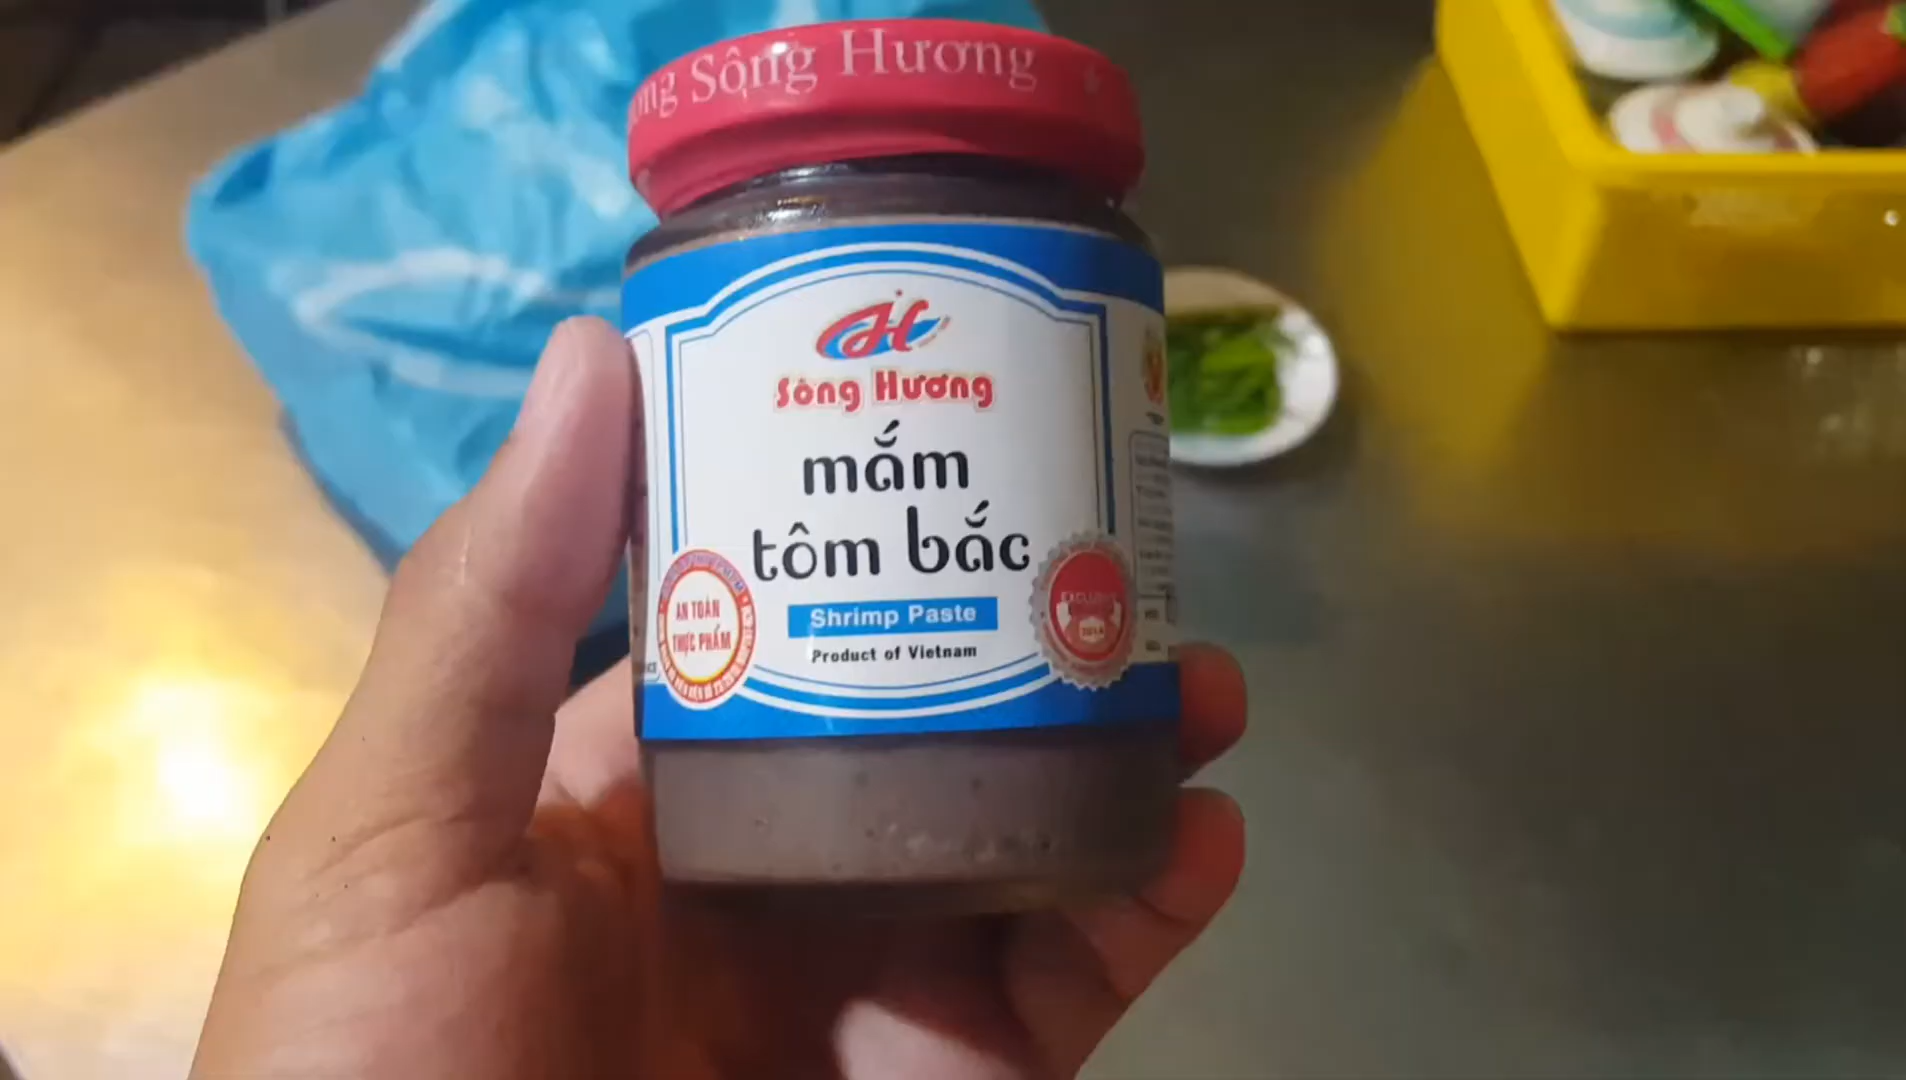 Sông Hương
Sông Hương
mắm
tôm bắc
Shrimp Paste
Product of Vietnam
AN TOÀN
THỰC PHẨM